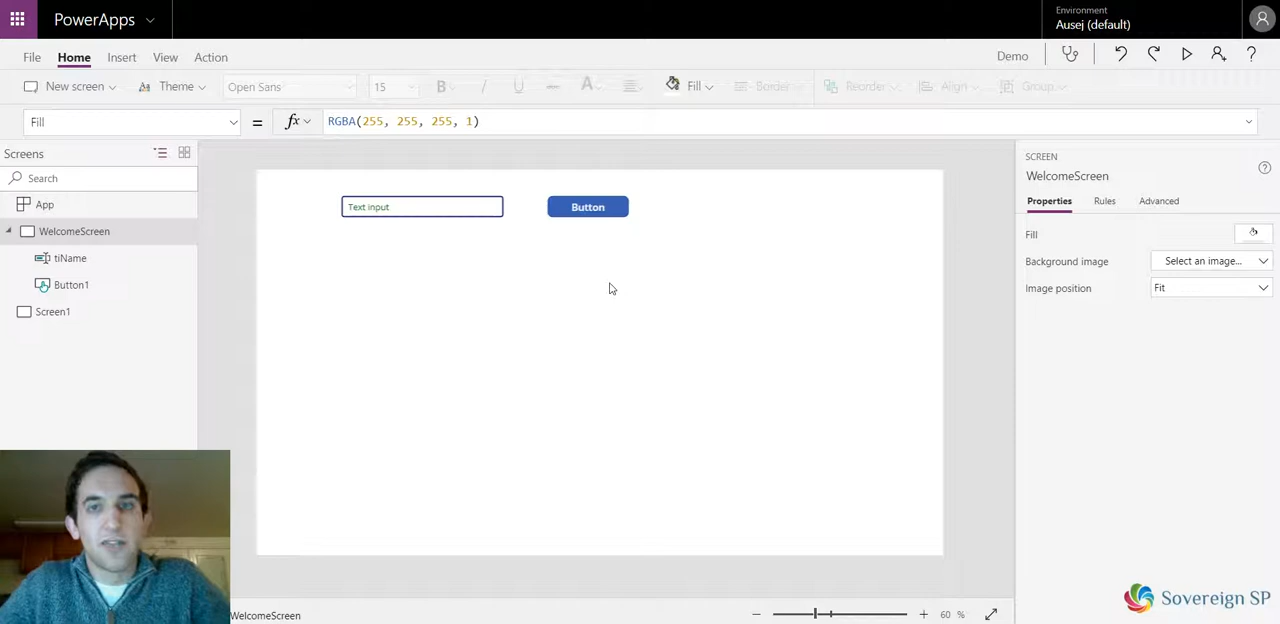 PowerApps
Environment
Ausej (default)
File Home Insert View Action
Demo
New screen Theme Open Sans 15 B / U A Fill Border Reorder Align Group
Fill = fx RGBA(255, 255, 255, 1)
Screens
Search
App
WelcomeScreen
tiName
Button1
Screen1
Text input
Button
SCREEN
WelcomeScreen
Properties Rules Advanced
Fill
Background image Select an image...
Image position Fit
WelcomeScreen
60 %
Sovereign SP